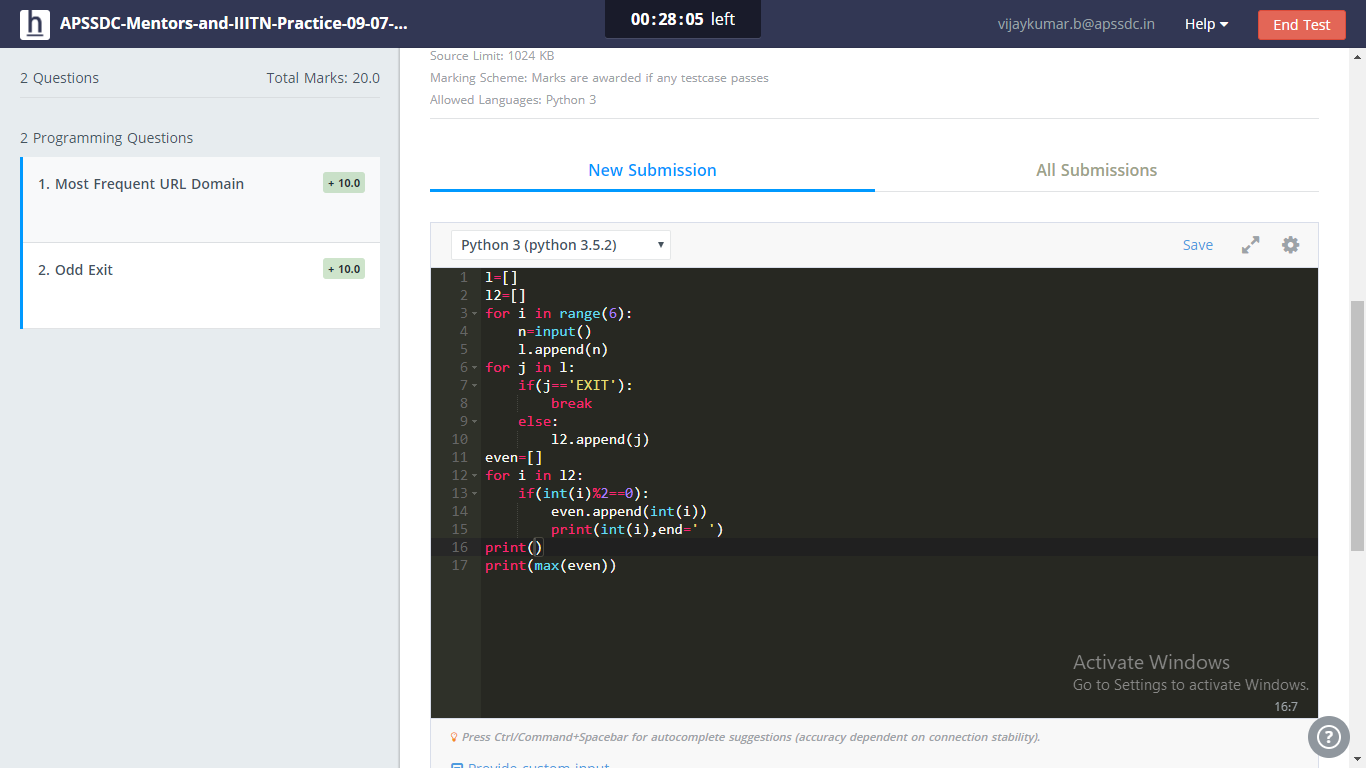 h APSSDC-Mentors-and-IIITN-Practice-09-07-...
00:28:05 left
vijaykumar.b@apssdc.in
Help
End Test
2 Questions
Total Marks: 20.0
2 Programming Questions
1. Most Frequent URL Domain
+ 10.0
2. Odd Exit
+ 10.0
Source Limit: 1024 KB
Marking Scheme: Marks are awarded if any testcase passes
Allowed Languages: Python 3
New Submission
All Submissions
Python 3 (python 3.5.2)
Save
1 l=[]
2 l2=[]
3 for i in range(6):
4     n=input()
5     l.append(n)
6 for j in l:
7     if(j=='EXIT'):
8         break
9     else:
10         l2.append(j)
11 even=[]
12 for i in l2:
13     if(int(i)%2==0):
14         even.append(int(i))
15         print(int(i),end=' ')
16 print()
17 print(max(even))
Activate Windows
Go to Settings to activate Windows.
16:7
Press Ctrl/Command+Spacebar for autocomplete suggestions (accuracy dependent on connection stability).
Provide custom input
?